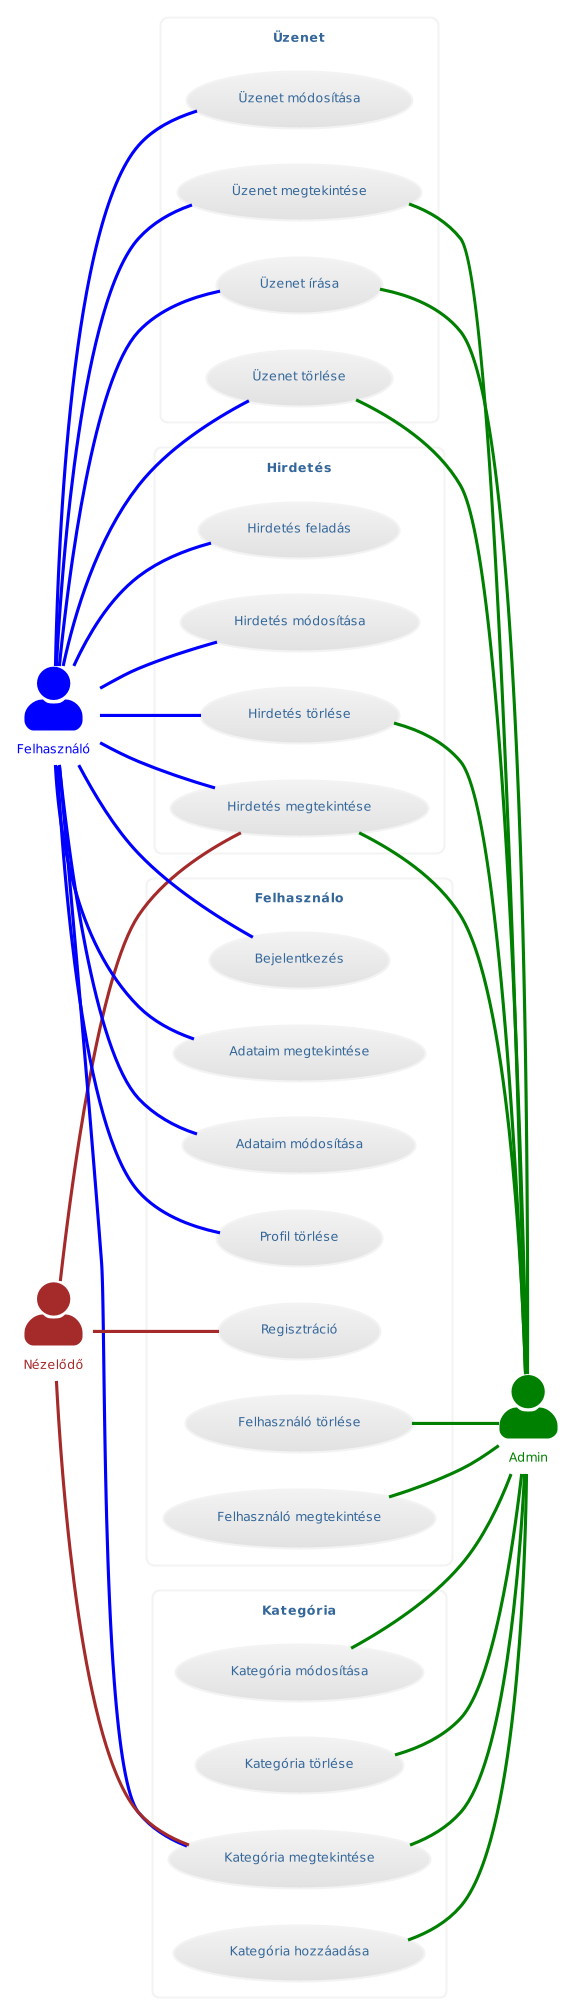 Üzenet
Üzenet módosítása
Üzenet megtekintése
Üzenet írása
Üzenet törlése
Hirdetés
Hirdetés feladás
Hirdetés módosítása
Hirdetés törlése
Felhasználó
Hirdetés megtekintése
Felhasználo
Bejelentkezés
Adataim megtekintése
Adataim módosítása
Profil törlése
Regisztráció
Nézelődő
Felhasználó törlése
Admin
Felhasználó megtekintése
Kategória
Kategória módosítása
Kategória törlése
Kategória megtekintése
Kategória hozzáadása